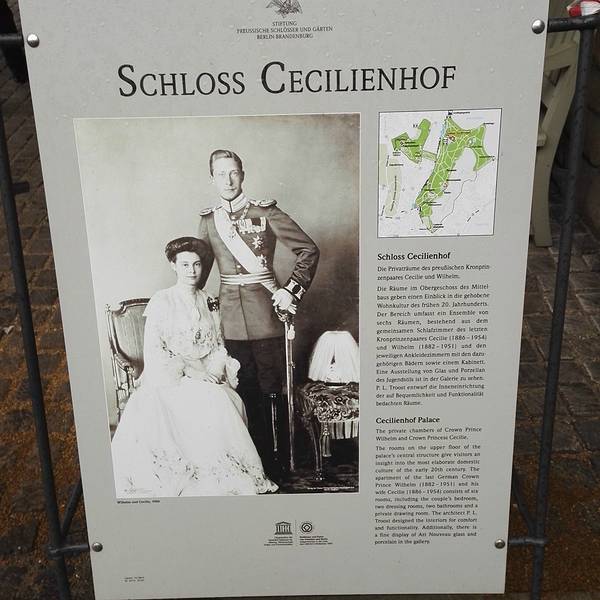 STIFTUNG
PREUSSISCHE SCHLÖSSER UND GÄRTEN
BERLIN-BRANDENBURG
SCHLOSS CECILIENHOF
Schloss Cecilienhof
Die Privaträume des preußischen Kronprin-
zenpaares Cecilie und Wilhelm.
Die Räume im Obergeschoss des Mittel
baus geben einen Einblick in die gehobene
Wohnkultur des frühen 20. Jahrhunderts.
Der Bereich umfasst ein Ensemble von
sechs Räumen, bestehend aus dem
gemeinsamen Schlafzimmer des letzten
Kronprinzenpaares Cecilie (1886–1954)
und Wilhelm (1882–1951) und den
jeweiligen Ankleidezimmern mit den dazu-
gehörigen Bädern sowie einem Kabinett.
Eine Ausstellung von Glas und Porzellan
des Jugendstils ist in der Galerie zu sehen.
P. L. Troost entwarf die Inneneinrichtung
der auf Bequemlichkeit und Funktionalität
bedachten Räume.
Cecilienhof Palace
The private chambers of Crown Prince
Wilhelm and Crown Princess Cecilie.
The rooms on the upper floor of the
palace's central structure give visitors an
insight into the most elaborate domestic
culture of the early 20th century. The
apartment of the last German Crown
Prince Wilhelm (1882–1951) and his
wife Cecilie (1886–1954) consists of six
rooms, including the couple's bedroom,
two dressing rooms, two bathrooms and a
private drawing room. The architect P. L.
Troost designed the interiors for comfort
and functionality. Additionally, there is
a fine display of Art Nouveau glass and
porcelain in the gallery.
Wilhelm und Cecilie,